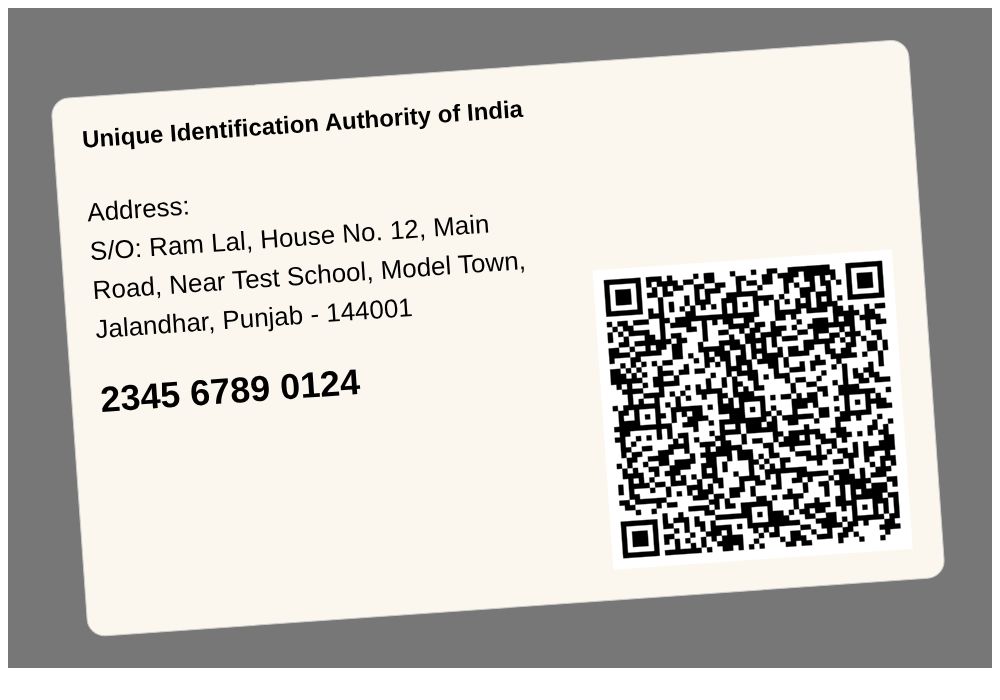 Unique Identification Authority of India
Address:
S/O: Ram Lal, House No. 12, Main
Road, Near Test School, Model Town,
Jalandhar, Punjab - 144001
2345 6789 0124